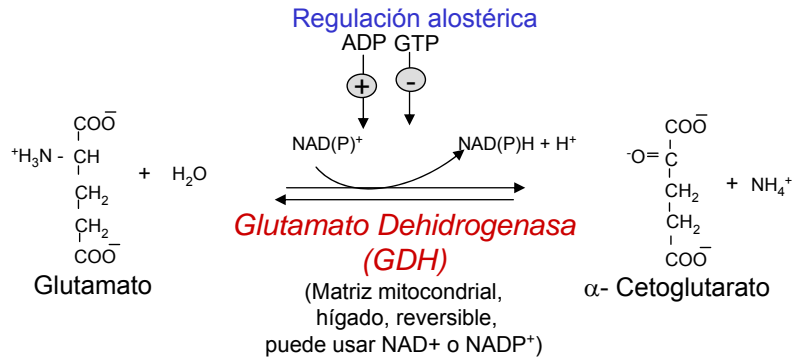 Regulación alostérica
ADP GTP
+ -
NAD(P)⁺ NAD(P)H + H⁺
COO⁻
⁺H₃N - CH
CH₂
CH₂
COO⁻
Glutamato
+ H₂O
Glutamato Dehidrogenasa
(GDH)
(Matriz mitocondrial,
hígado, reversible,
puede usar NAD+ o NADP⁺)
COO⁻
⁻O= C
CH₂
CH₂
COO⁻
α- Cetoglutarato
+ NH₄⁺